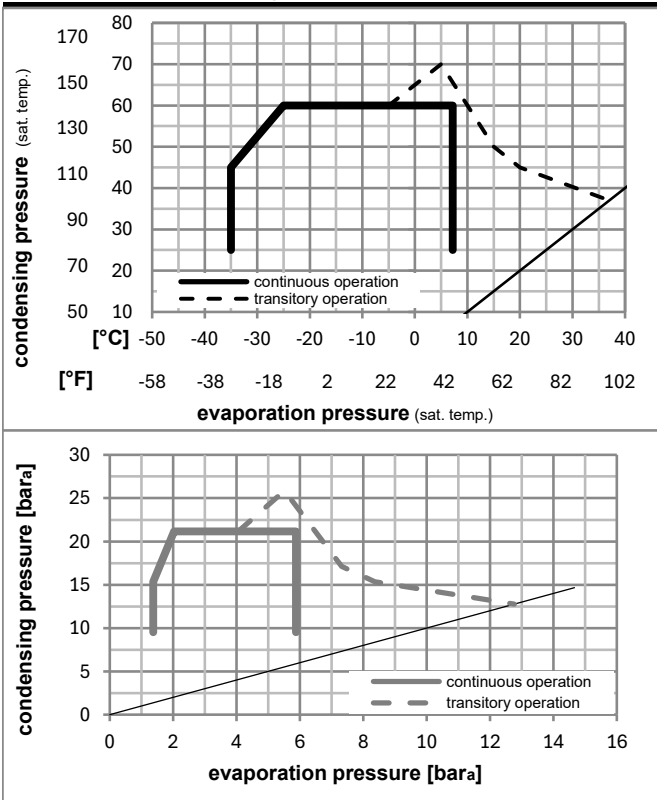 condensing pressure (sat. temp.)
170
150
130
110
90
70
50
80
70
60
50
40
30
20
10
continuous operation
transitory operation
[°C] -50 -40 -30 -20 -10 0 10 20 30 40
[°F] -58 -38 -18 2 22 42 62 82 102
evaporation pressure (sat. temp.)
condensing pressure [bara]
30
25
20
15
10
5
0
continuous operation
transitory operation
0 2 4 6 8 10 12 14 16
evaporation pressure [bara]